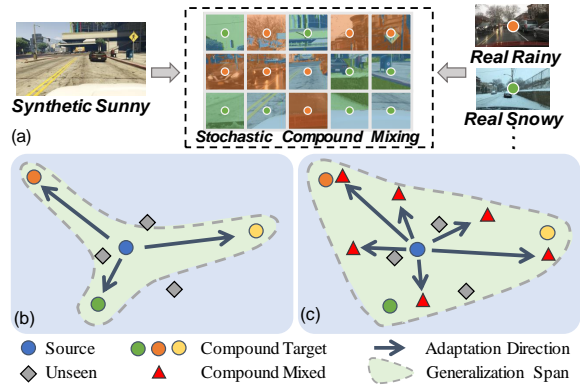 Synthetic Sunny
Stochastic Compound Mixing
Real Rainy
Real Snowy
(a)
(b)
(c)
Source
Compound Target
Adaptation Direction
Unseen
Compound Mixed
Generalization Span